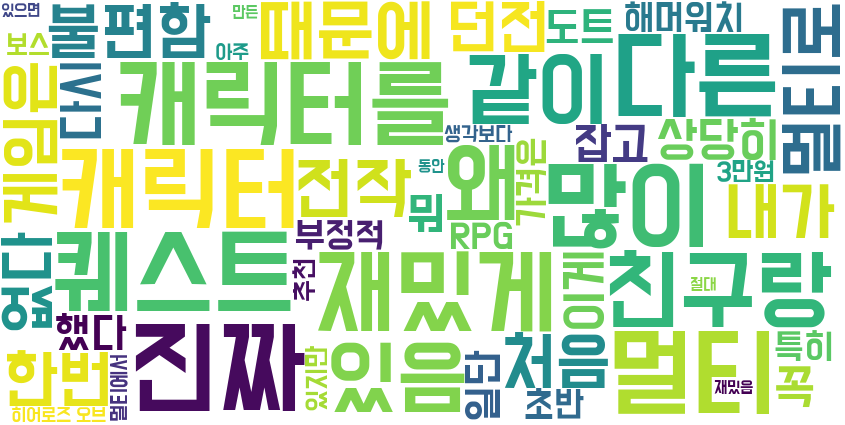 있으면
보스
불편함
만든
아주
때문에
던전
도트
해머워치
멀티로
게임은
다시
캐릭터를
같이
다른
생각보다
잡고
상당히
3만원
캐릭터
전작
동안
왜
가격은
많이
내가
뭐
RPG
부정적
없다
퀘스트
추천
재밌게
이게
친구랑
절대
했다
진짜
있지만
있음
일단
처음
멀티
특히
꼭
한번
멀티에서
초반
재밌음
히어로즈 오브